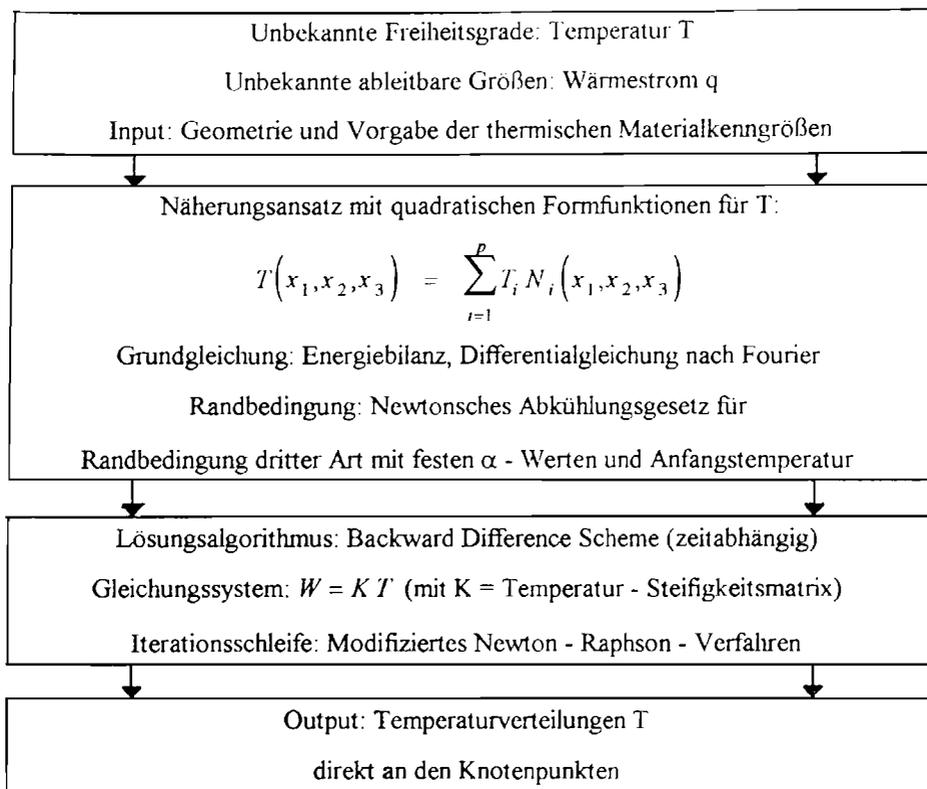 Unbekannte Freiheitsgrade: Temperatur T
Unbekannte ableitbare Größen: Wärmestrom q
Input: Geometrie und Vorgabe der thermischen Materialkenngrößen
Näherungsansatz mit quadratischen Formfunktionen für T:
T(x₁,x₂,x₃) = ∑ᵢ₌₁ᵖ Tᵢ Nᵢ(x₁,x₂,x₃)
Grundgleichung: Energiebilanz, Differentialgleichung nach Fourier
Randbedingung: Newtonsches Abkühlungsgesetz für
Randbedingung dritter Art mit festen α - Werten und Anfangstemperatur
Lösungsalgorithmus: Backward Difference Scheme (zeitabhängig)
Gleichungssystem: W = K T (mit K = Temperatur - Steifigkeitsmatrix)
Iterationsschleife: Modifiziertes Newton - Raphson - Verfahren
Output: Temperaturverteilungen T
direkt an den Knotenpunkten